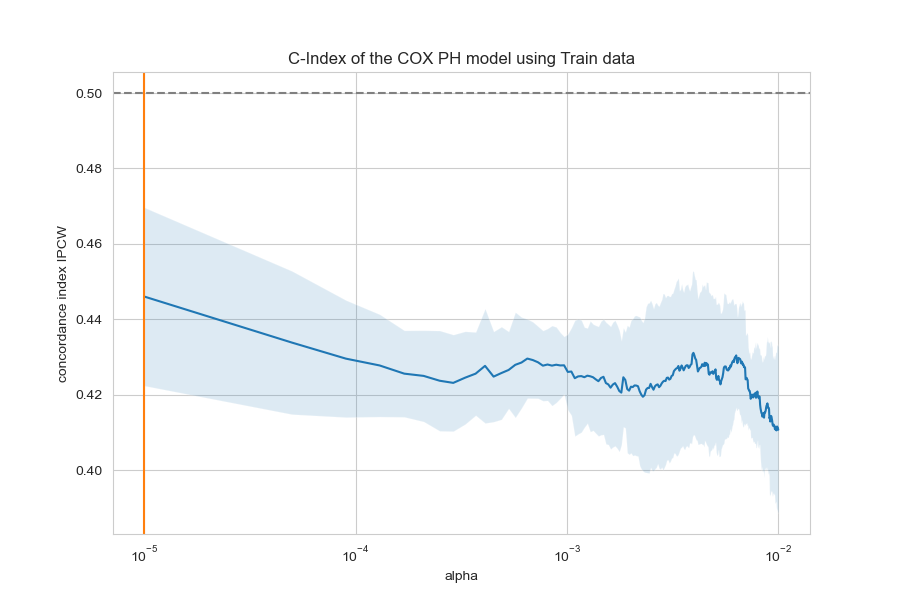 C-Index of the COX PH model using Train data
concordance index IPCW
0.50
0.48
0.46
0.44
0.42
0.40
10⁻⁵ 10⁻⁴ 10⁻³ 10⁻²
alpha